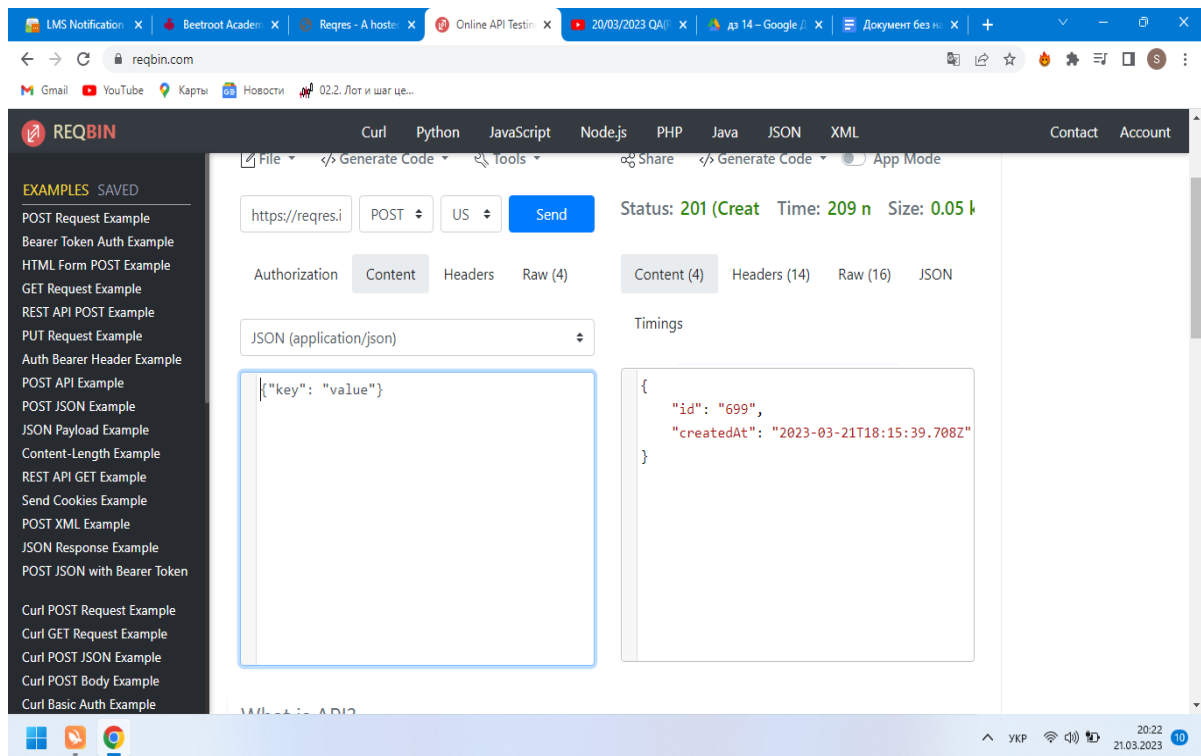 LMS Notification
Beetroot Academ
Reqres - A hostec
Online API Testin
20/03/2023 QA(F
дз 14 – Google Д
Документ без на
reqbin.com
S
Gmail YouTube Карты Новости 02.2. Лот и шаг це...
REQBIN
Curl Python JavaScript Node.js PHP Java JSON XML
Contact Account
File </> Generate Code Tools
Share </> Generate Code App Mode
EXAMPLES SAVED
POST Request Example
Bearer Token Auth Example
HTML Form POST Example
GET Request Example
REST API POST Example
PUT Request Example
Auth Bearer Header Example
POST API Example
POST JSON Example
JSON Payload Example
Content-Length Example
REST API GET Example
Send Cookies Example
POST XML Example
JSON Response Example
POST JSON with Bearer Token
Curl POST Request Example
Curl GET Request Example
Curl POST JSON Example
Curl POST Body Example
Curl Basic Auth Example
https://reqres.i POST US Send
Authorization Content Headers Raw (4)
JSON (application/json)
{"key": "value"}
Status: 201 (Creat Time: 209 n Size: 0.05 k
Content (4) Headers (14) Raw (16) JSON
Timings
{
"id": "699",
"createdAt": "2023-03-21T18:15:39.708Z"
}
What is API?
УКР
20:22
21.03.2023
10